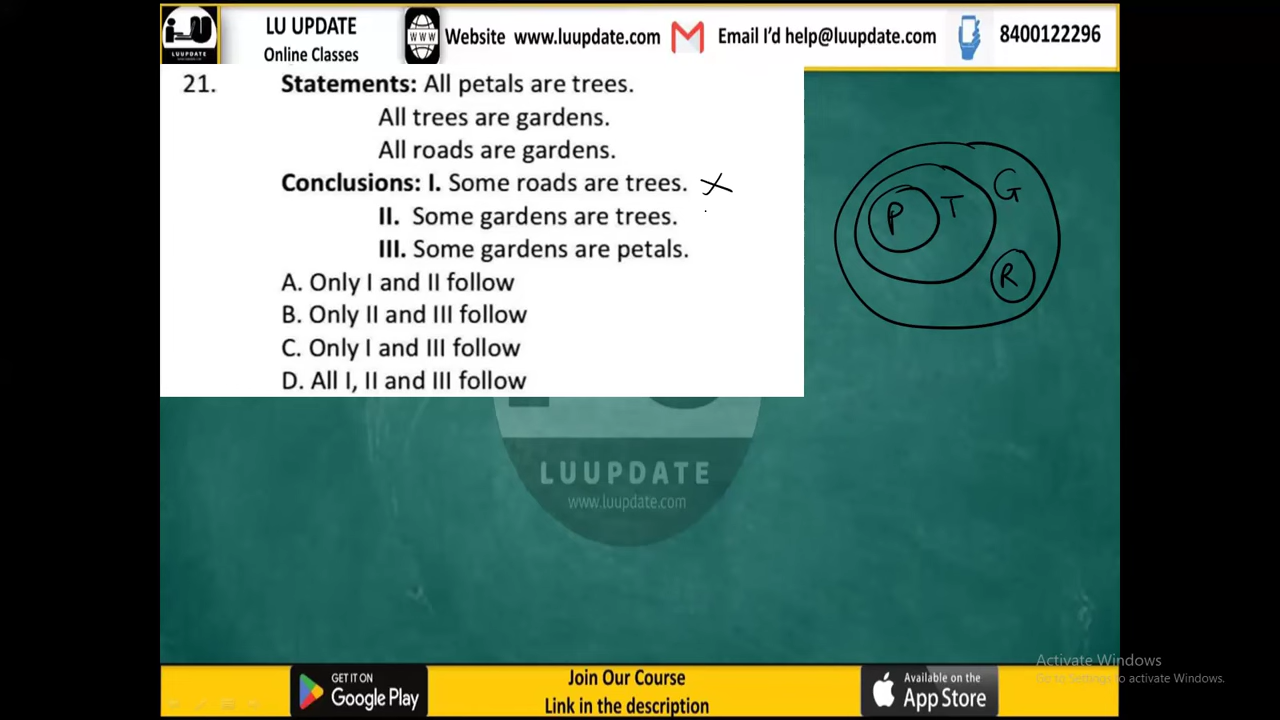 LU UPDATE
Online Classes
LUUPDATE
WWW
Website www.luupdate.com
Email I'd help@luupdate.com
8400122296
21. Statements: All petals are trees.
All trees are gardens.
All roads are gardens.
Conclusions: I. Some roads are trees.
II. Some gardens are trees.
III. Some gardens are petals.
A. Only I and II follow
B. Only II and III follow
C. Only I and III follow
D. All I, II and III follow
P T G
R
LUUPDATE
www.luupdate.com
Activate Windows
Go to Settings to activate Windows.
GET IT ON
Google Play
Join Our Course
Link in the description
Available on the
App Store